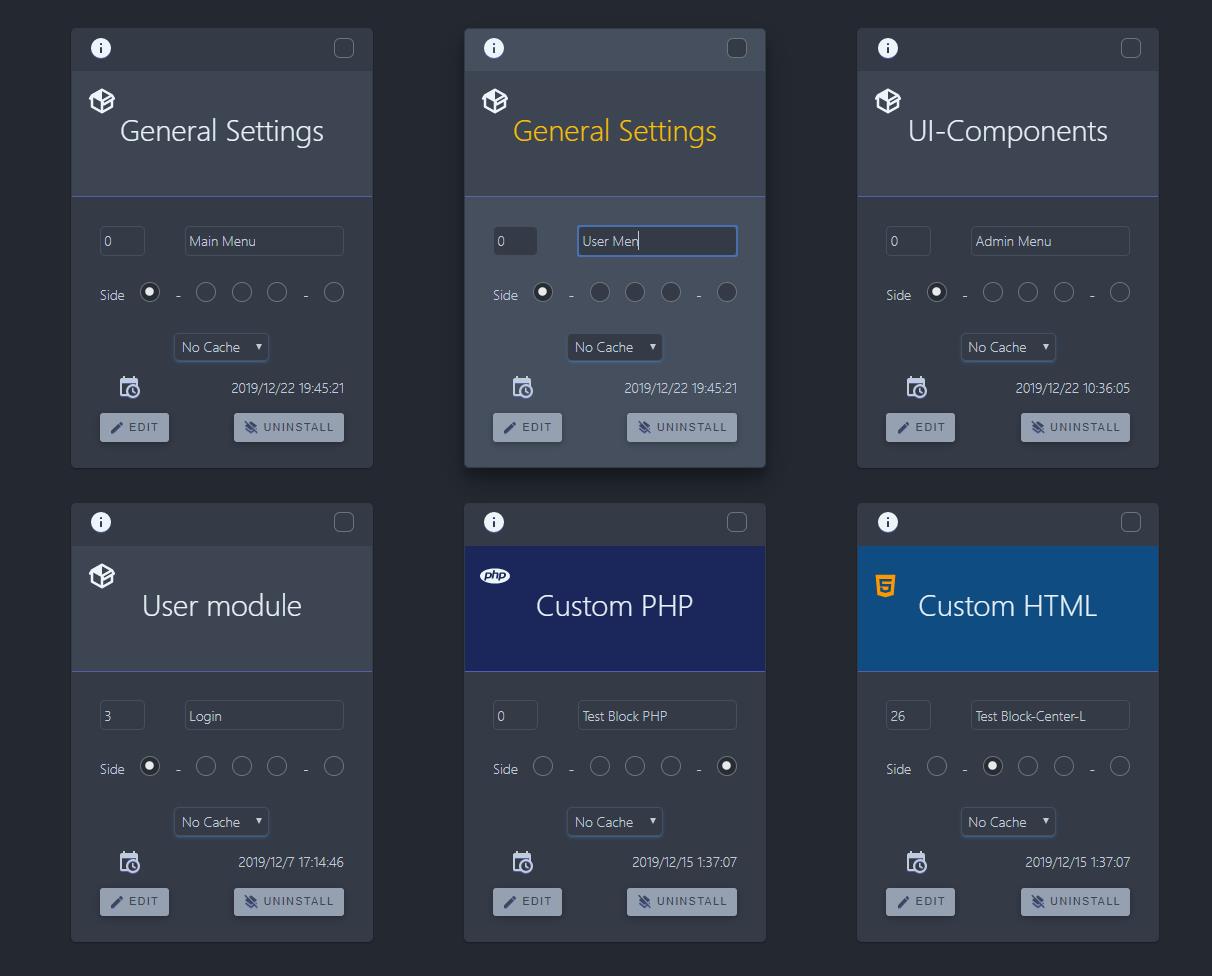 General Settings
0 Main Menu
Side - -
No Cache
2019/12/22 19:45:21
EDIT UNINSTALL
General Settings
0 User Men
Side - -
No Cache
2019/12/22 19:45:21
EDIT UNINSTALL
UI-Components
0 Admin Menu
Side - -
No Cache
2019/12/22 10:36:05
EDIT UNINSTALL
User module
3 Login
Side - -
No Cache
2019/12/7 17:14:46
EDIT UNINSTALL
php
Custom PHP
0 Test Block PHP
Side - -
No Cache
2019/12/15 1:37:07
EDIT UNINSTALL
5
Custom HTML
26 Test Block-Center-L
Side - -
No Cache
2019/12/15 1:37:07
EDIT UNINSTALL